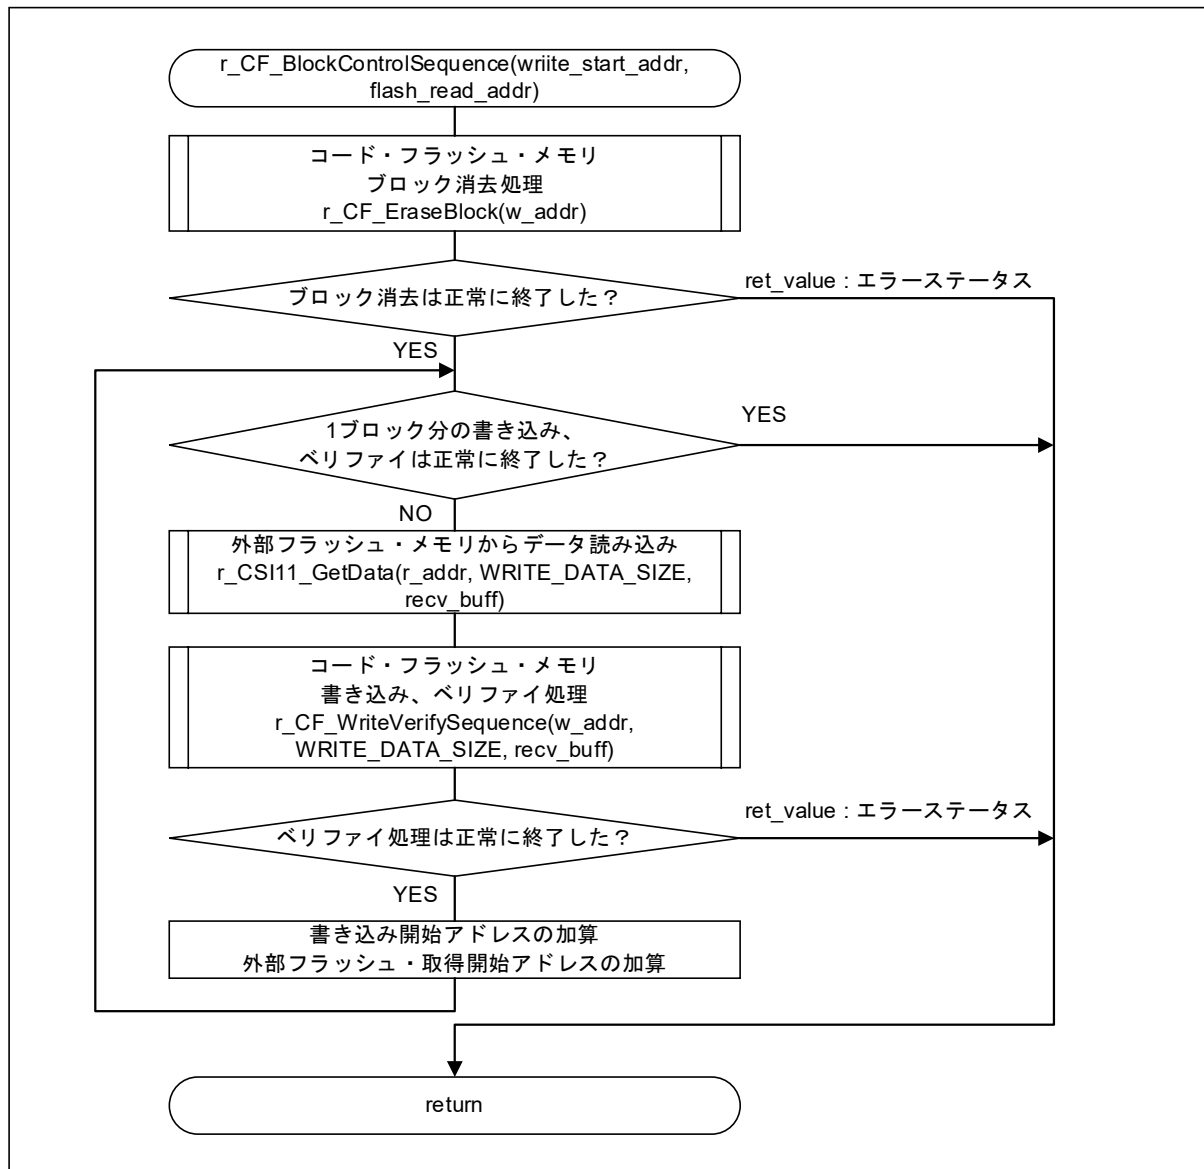 r_CF_BlockControlSequence(wriite_start_addr,
flash_read_addr)
コード・フラッシュ・メモリ
ブロック消去処理
r_CF_EraseBlock(w_addr)
ret_value : エラーステータス
ブロック消去は正常に終了した？
YES
YES
1ブロック分の書き込み、
ベリファイは正常に終了した？
NO
外部フラッシュ・メモリからデータ読み込み
r_CSI11_GetData(r_addr, WRITE_DATA_SIZE,
recv_buff)
コード・フラッシュ・メモリ
書き込み、ベリファイ処理
r_CF_WriteVerifySequence(w_addr,
WRITE_DATA_SIZE, recv_buff)
ret_value : エラーステータス
ベリファイ処理は正常に終了した？
YES
書き込み開始アドレスの加算
外部フラッシュ・取得開始アドレスの加算
return